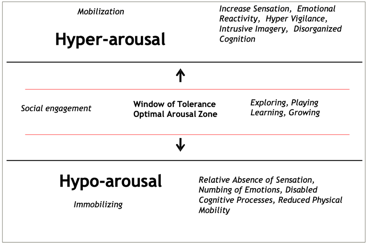 Mobilization
Increase Sensation, Emotional
Reactivity, Hyper Vigilance,
Intrusive Imagery, Disorganized
Cognition
Hyper-arousal
Social engagement
Window of Tolerance
Optimal Arousal Zone
Exploring, Playing
Learning, Growing
Hypo-arousal
Immobilizing
Relative Absence of Sensation,
Numbing of Emotions, Disabled
Cognitive Processes, Reduced Physical
Mobility